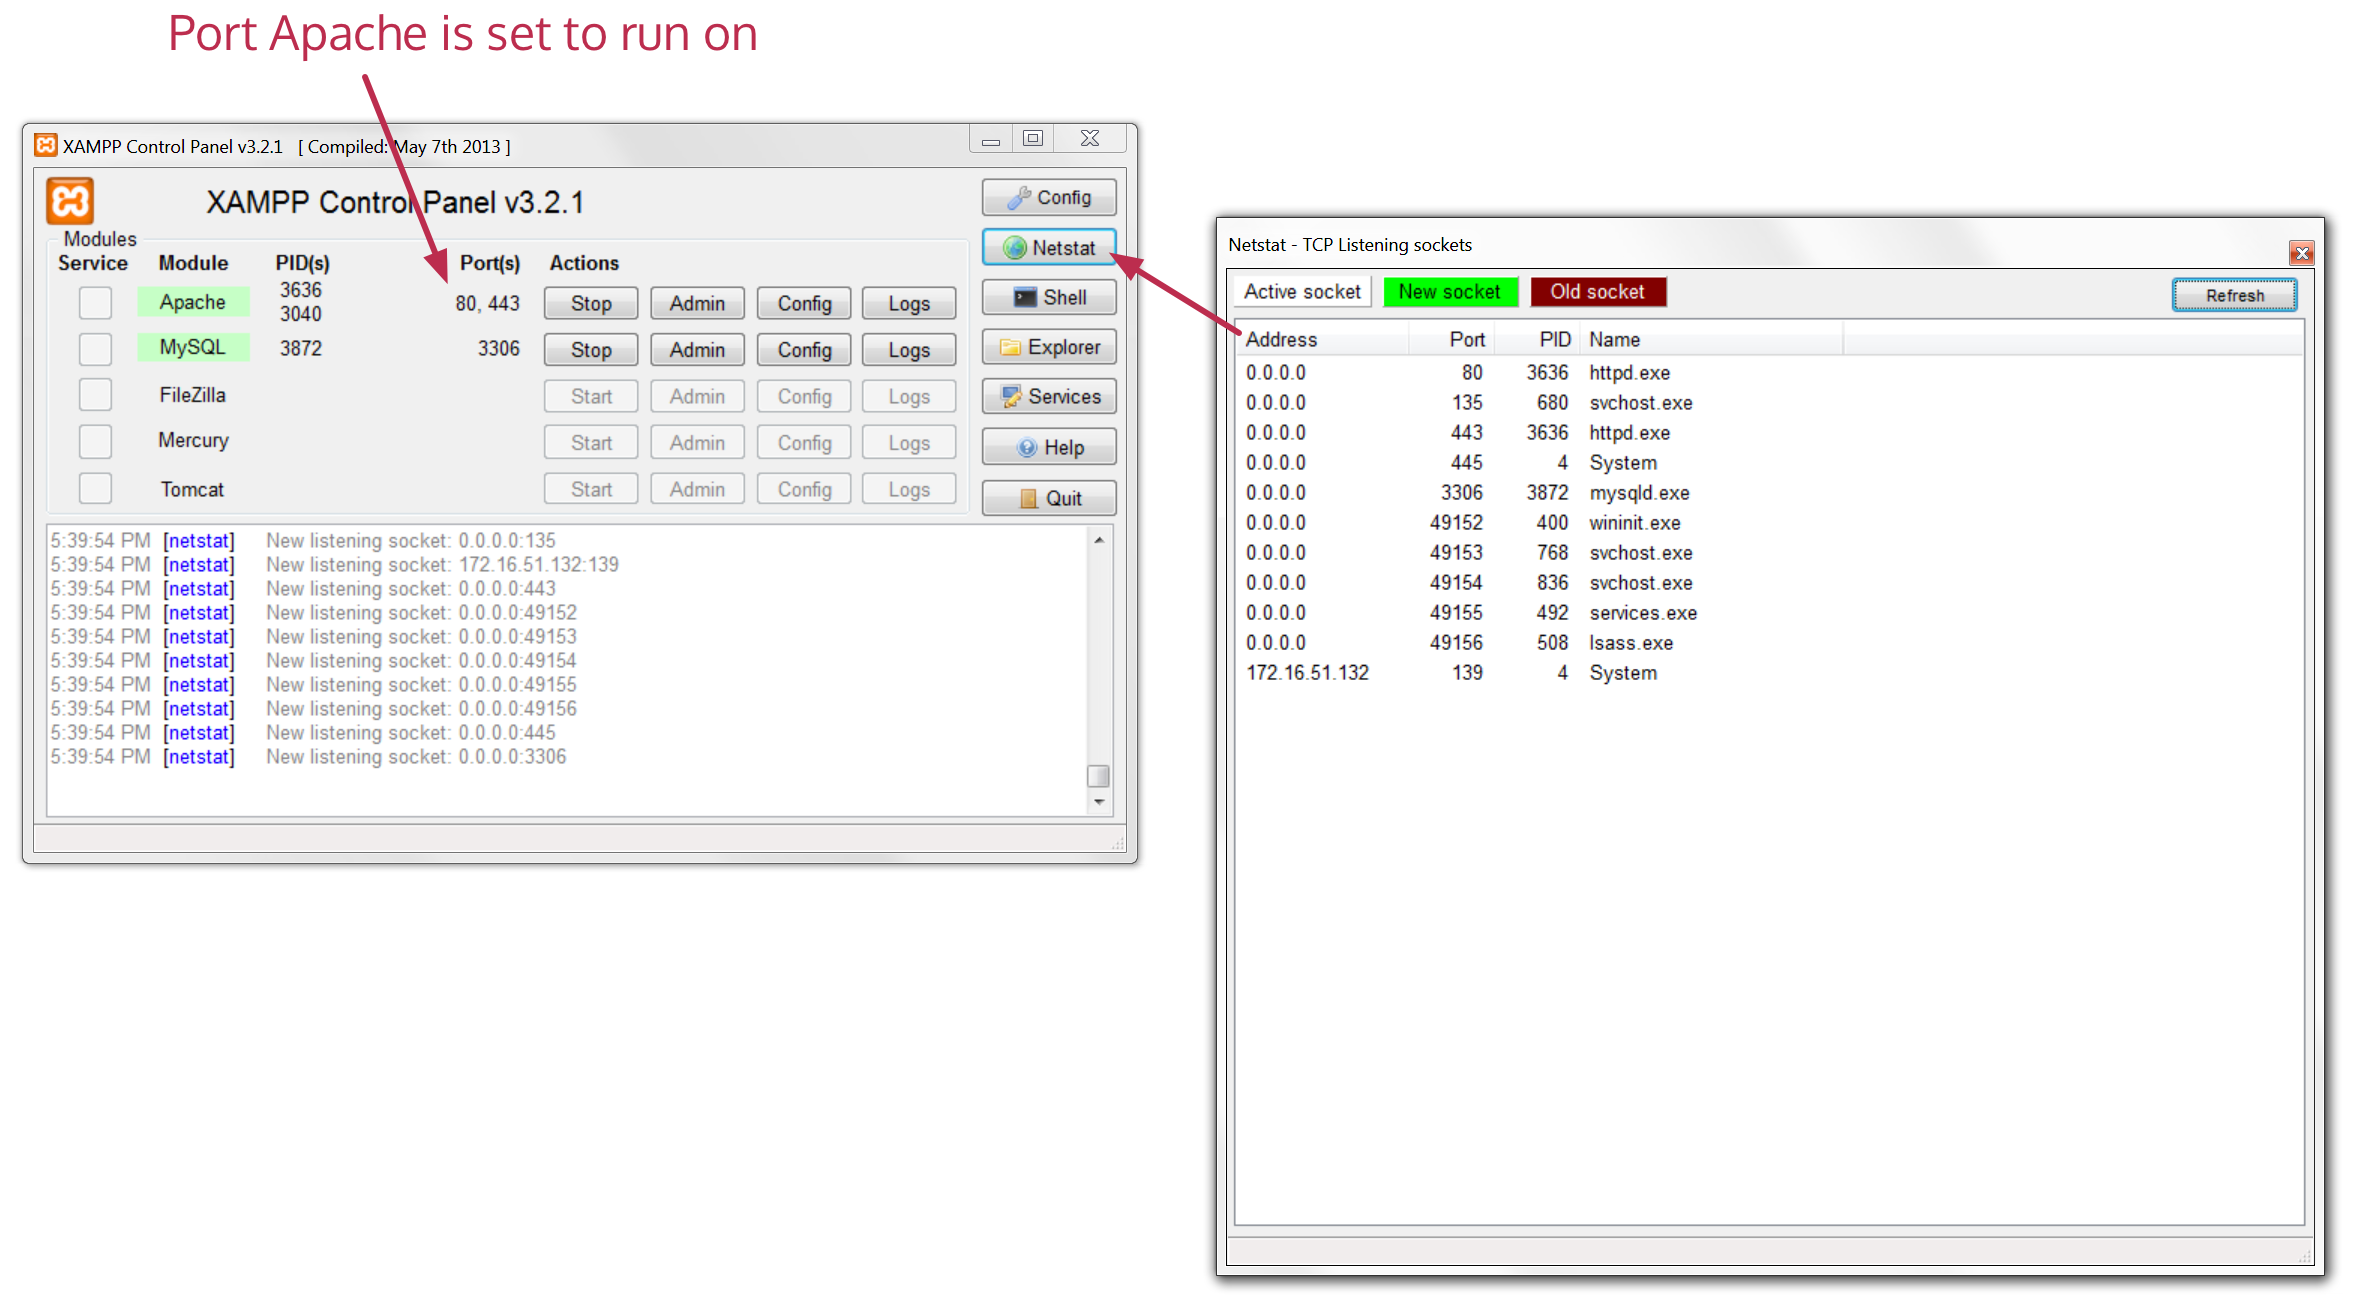 Port Apache is set to run on
XAMPP Control Panel v3.2.1 [ Compiled: May 7th 2013 ]
XAMPP Control Panel v3.2.1
Modules
Service Module PID(s) Port(s) Actions
Apache 3636 3040 80, 443 Stop Admin Config Logs
MySQL 3872 3306 Stop Admin Config Logs
FileZilla Start Admin Config Logs
Mercury Start Admin Config Logs
Tomcat Start Admin Config Logs
Config
Netstat
Shell
Explorer
Services
Help
Quit
5:39:54 PM [netstat] New listening socket: 0.0.0.0:135
5:39:54 PM [netstat] New listening socket: 172.16.51.132:139
5:39:54 PM [netstat] New listening socket: 0.0.0.0:443
5:39:54 PM [netstat] New listening socket: 0.0.0.0:49152
5:39:54 PM [netstat] New listening socket: 0.0.0.0:49153
5:39:54 PM [netstat] New listening socket: 0.0.0.0:49154
5:39:54 PM [netstat] New listening socket: 0.0.0.0:49155
5:39:54 PM [netstat] New listening socket: 0.0.0.0:49156
5:39:54 PM [netstat] New listening socket: 0.0.0.0:445
5:39:54 PM [netstat] New listening socket: 0.0.0.0:3306
Netstat - TCP Listening sockets
Active socket New socket Old socket Refresh
Address Port PID Name
0.0.0.0 80 3636 httpd.exe
0.0.0.0 135 680 svchost.exe
0.0.0.0 443 3636 httpd.exe
0.0.0.0 445 4 System
0.0.0.0 3306 3872 mysqld.exe
0.0.0.0 49152 400 wininit.exe
0.0.0.0 49153 768 svchost.exe
0.0.0.0 49154 836 svchost.exe
0.0.0.0 49155 492 services.exe
0.0.0.0 49156 508 lsass.exe
172.16.51.132 139 4 System